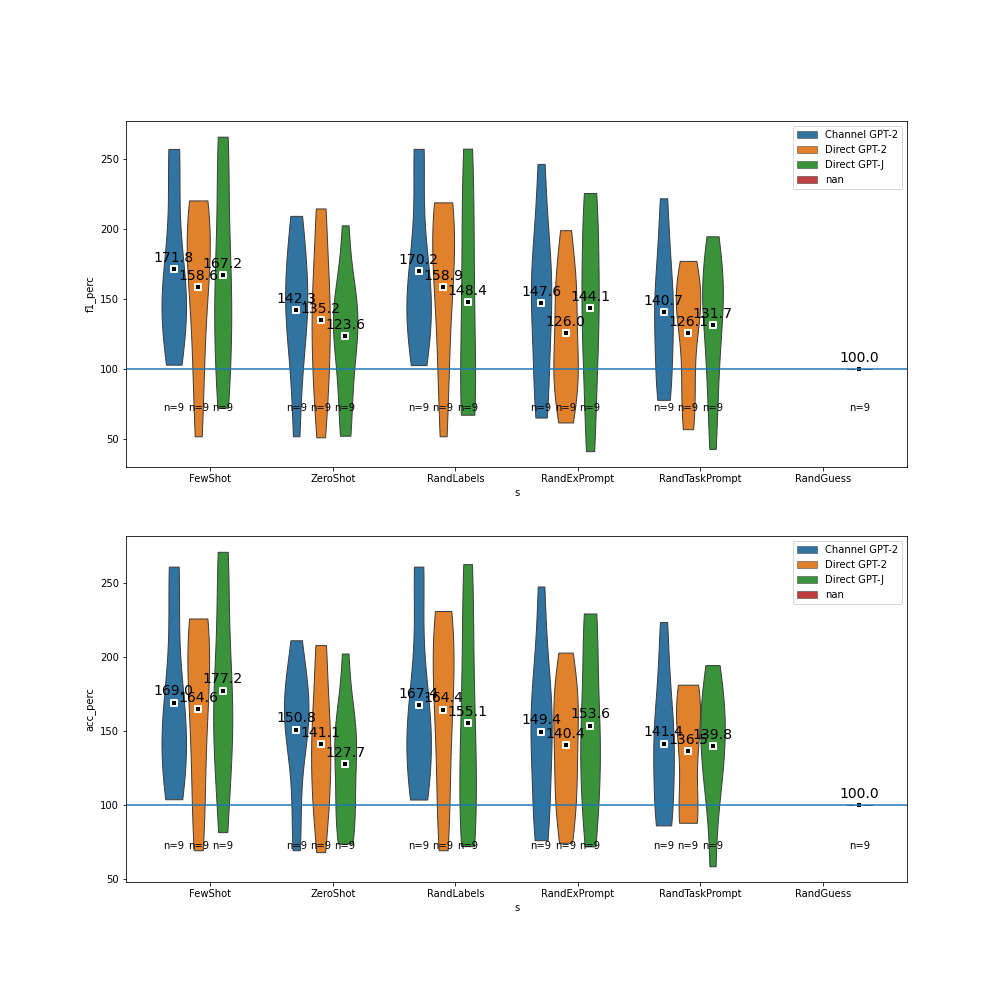 f1_perc
250
200
150
100
50
Channel GPT-2
Direct GPT-2
Direct GPT-J
nan
171.8
158.6
167.2
142.3
135.2
123.6
170.2
158.9
148.4
147.6
126.0
144.1
140.7
126.1
131.7
100.0
n=9 n=9 n=9 n=9 n=9 n=9 n=9 n=9 n=9 n=9 n=9 n=9 n=9 n=9 n=9 n=9
FewShot ZeroShot RandLabels RandExPrompt RandTaskPrompt RandGuess
s
acc_perc
250
200
150
100
50
Channel GPT-2
Direct GPT-2
Direct GPT-J
nan
169.0
164.6
177.2
150.8
141.1
127.7
167.4
164.4
155.1
149.4
140.4
153.6
141.4
136.5
139.8
100.0
n=9 n=9 n=9 n=9 n=9 n=9 n=9 n=9 n=9 n=9 n=9 n=9 n=9 n=9 n=9 n=9
FewShot ZeroShot RandLabels RandExPrompt RandTaskPrompt RandGuess
s